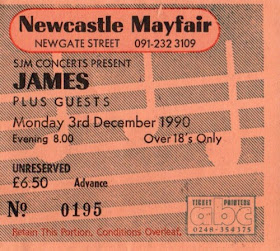 Newcastle Mayfair
NEWGATE STREET 091-232 3109
SJM CONCERTS PRESENT
JAMES
PLUS GUESTS
Monday 3rd December 1990
Evening 8.00 Over 18's Only
UNRESERVED
£6.50 Advance
Nº 0195
TICKET PRINTERS
abc
0248-354175
Retain This Portion, Conditions Overleaf.